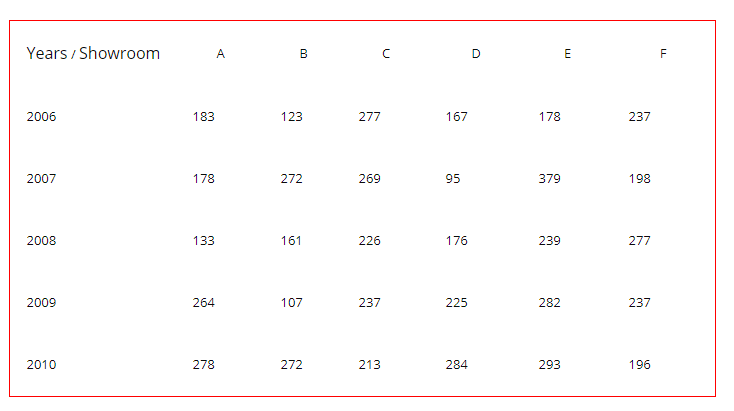 Years / Showroom A B C D E F
2006 183 123 277 167 178 237
2007 178 272 269 95 379 198
2008 133 161 226 176 239 277
2009 264 107 237 225 282 237
2010 278 272 213 284 293 196